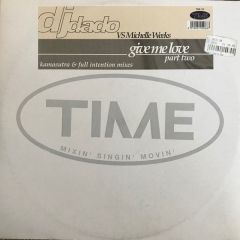 dj dado
VS Michelle Weeks
give me love
part two
kamasutra & full intention mixes
TIME
MIXIN' SINGIN' MOVIN'